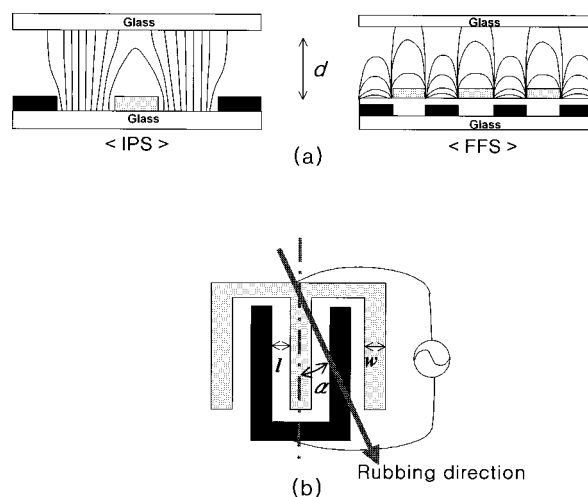 Glass
Glass
d
Glass
Glass
< IPS >
< FFS >
(a)
l
α
w
Rubbing direction
(b)